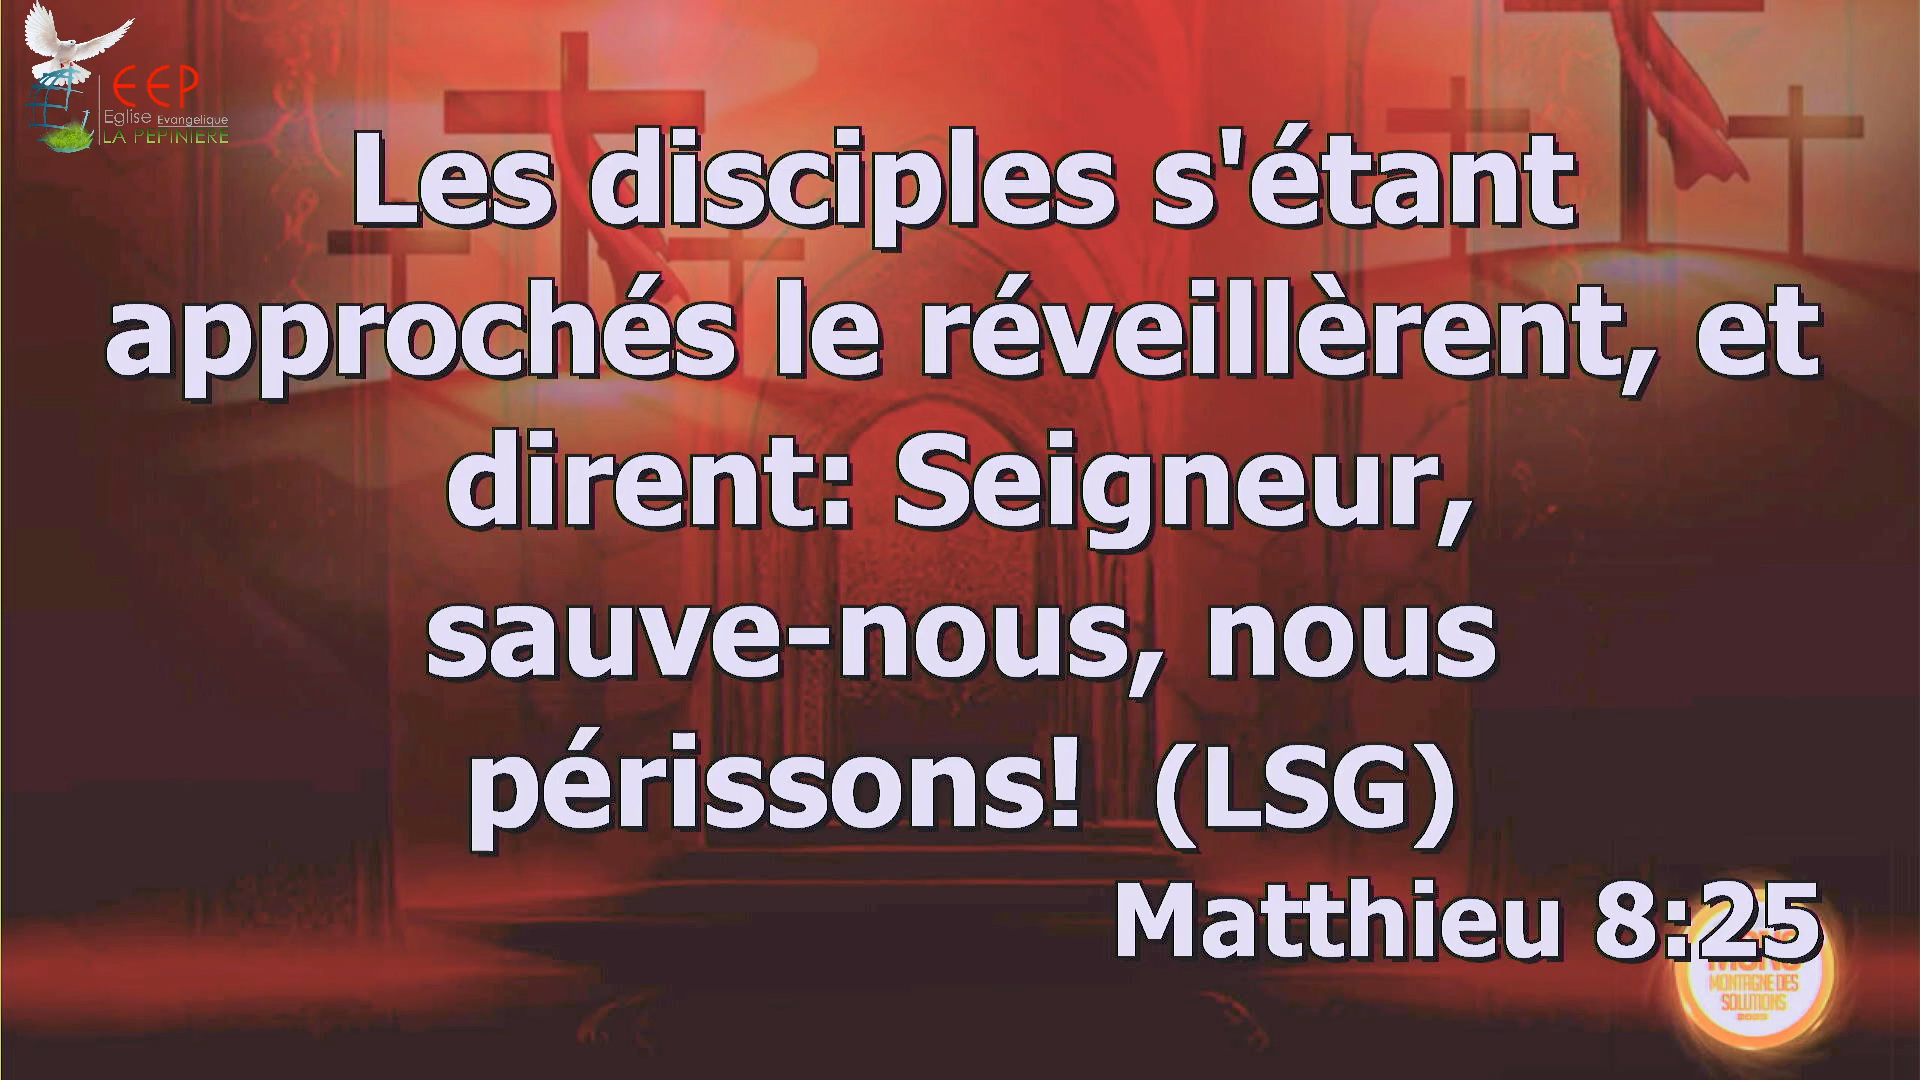 EEP
Eglise Evangelique
LA PEPINIERE
Les disciples s'étant
approchés le réveillèrent, et
dirent: Seigneur,
sauve-nous, nous
périssons! (LSG)
Matthieu 8:25
MONTAGNE DES
SOLUTIONS